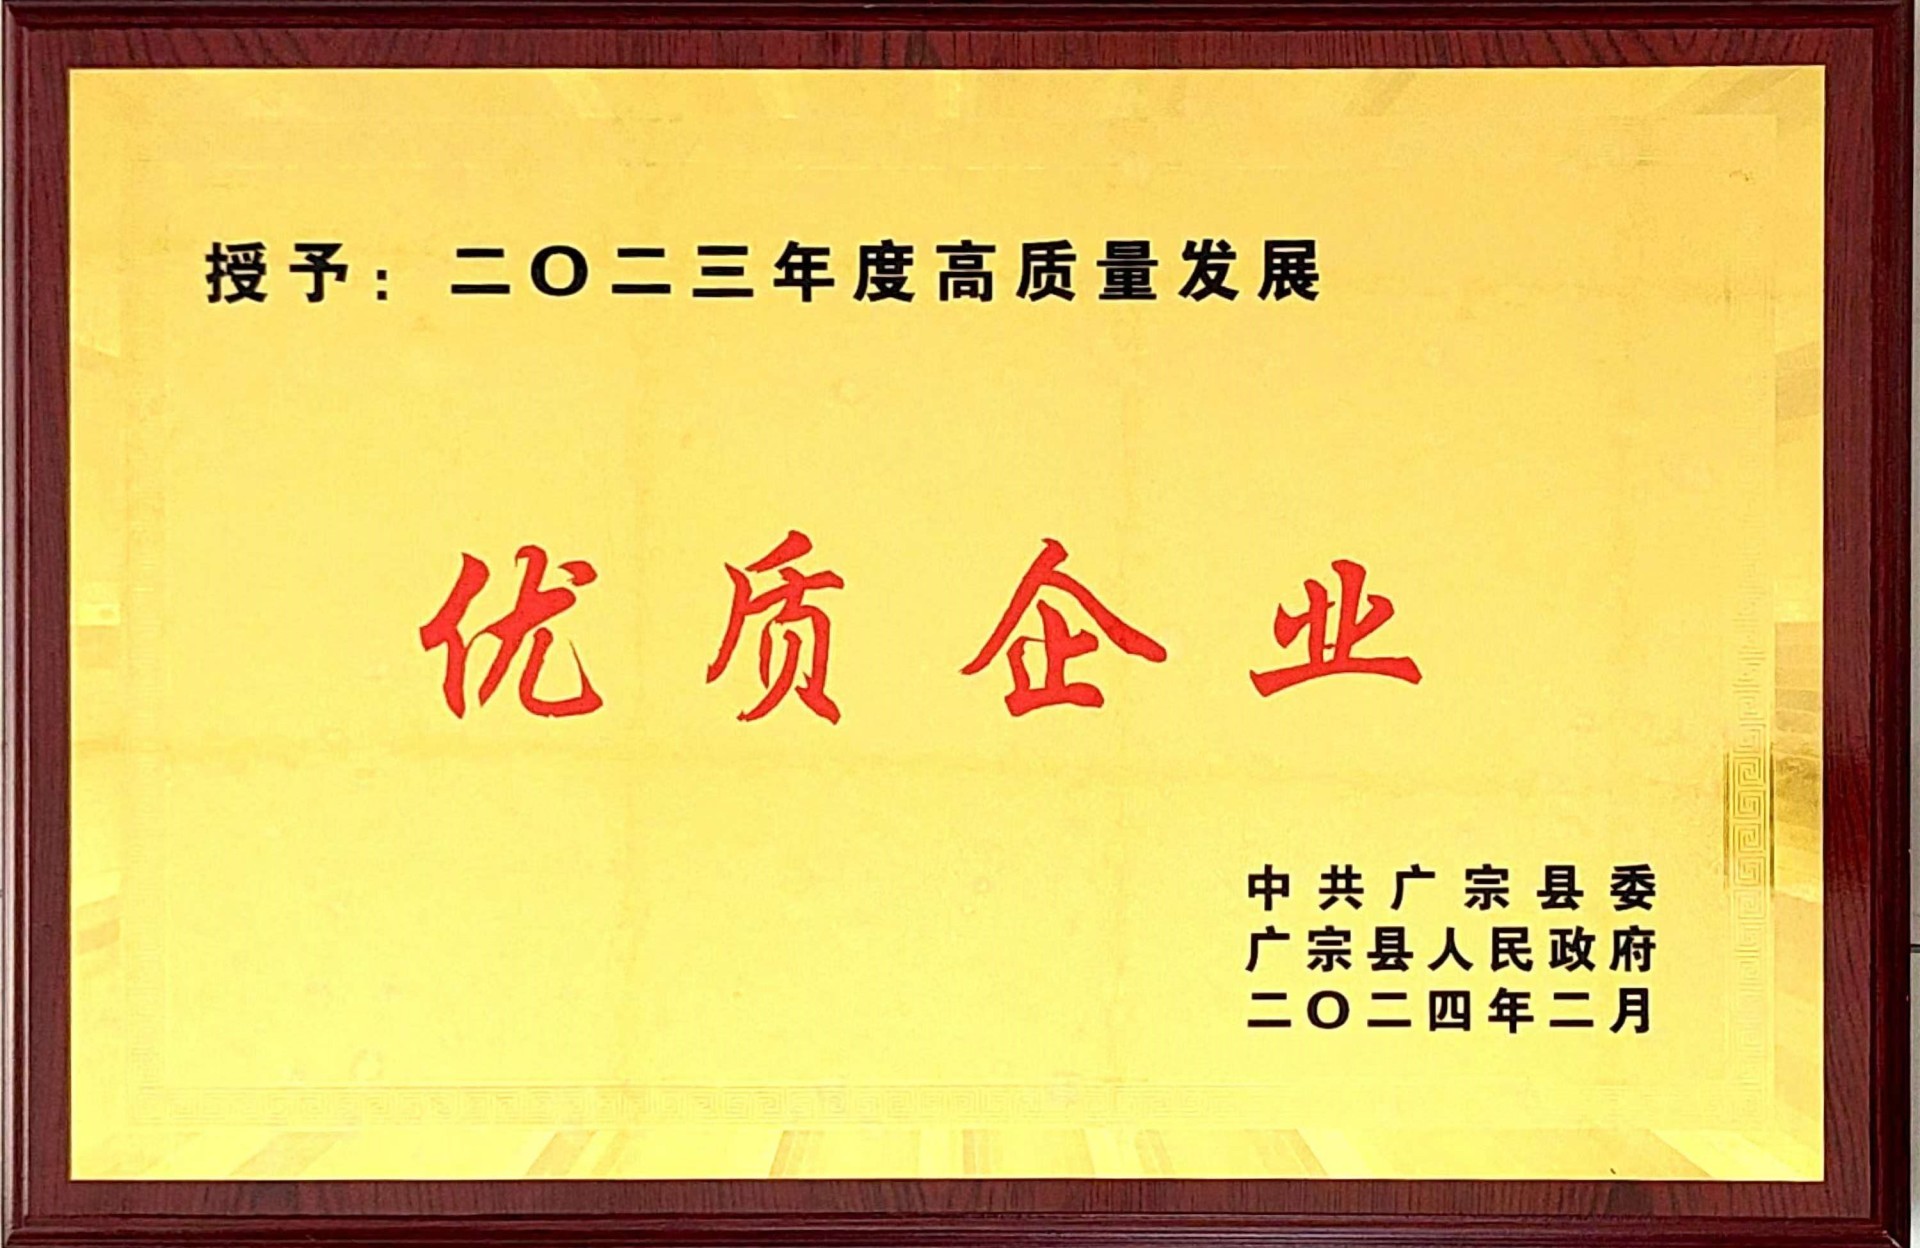 授予：二〇二三年度高质量发展
优质企业
中共广宗县委
广宗县人民政府
二〇二四年二月